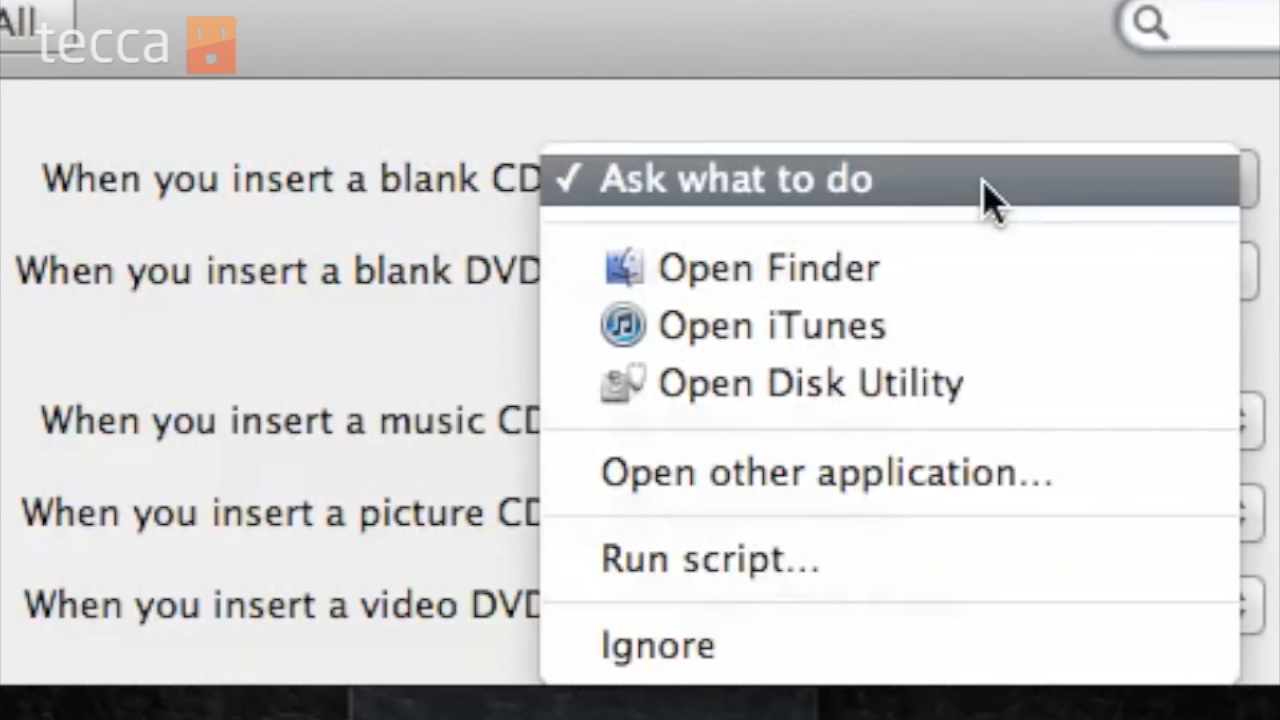 All
tecca
When you insert a blank CD
✓ Ask what to do
When you insert a blank DVD
Open Finder
Open iTunes
Open Disk Utility
When you insert a music CD
Open other application...
When you insert a picture CD
Run script...
When you insert a video DVD
Ignore